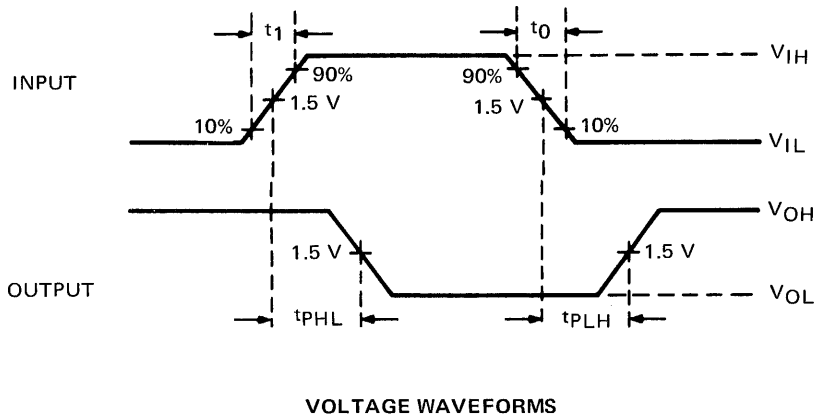 t1
t0
VIH
INPUT
90%
90%
1.5 V
1.5 V
10%
10%
VIL
VOH
1.5 V
1.5 V
OUTPUT
VOL
tPHL
tPLH
VOLTAGE WAVEFORMS